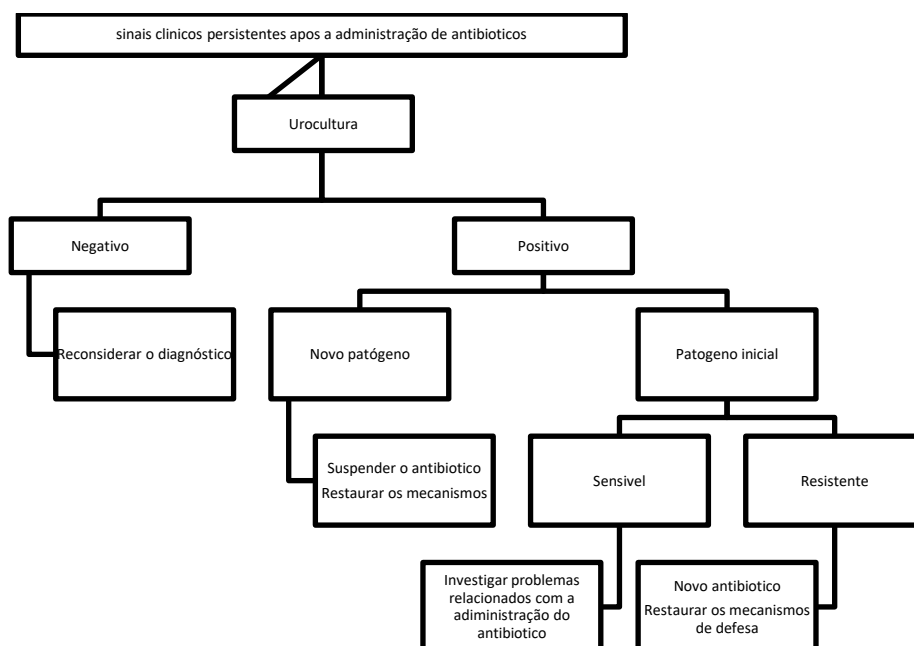 sinais clinicos persistentes apos a administração de antibioticos
Urocultura
Negativo
Positivo
Reconsiderar o diagnóstico
Novo patógeno
Patogeno inicial
Suspender o antibiotico
Restaurar os mecanismos
Sensivel
Resistente
Investigar problemas
relacionados com a
adiministração do
antibiotico
Novo antibiotico
Restaurar os mecanismos
de defesa